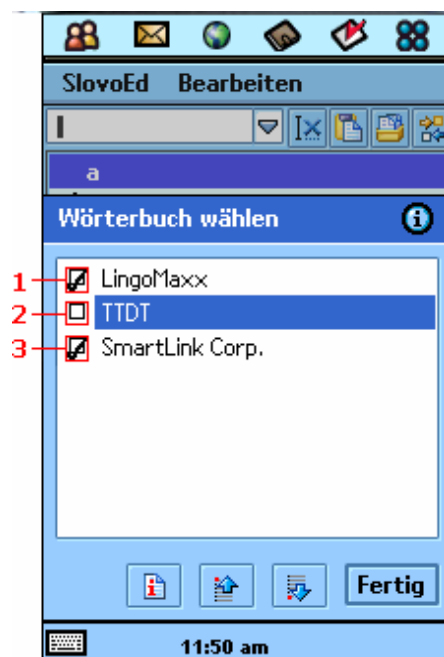 SlovoEd Bearbeiten
a
Wörterbuch wählen
1 LingoMaxx
2 TTDT
3 SmartLink Corp.
Fertig
11:50 am